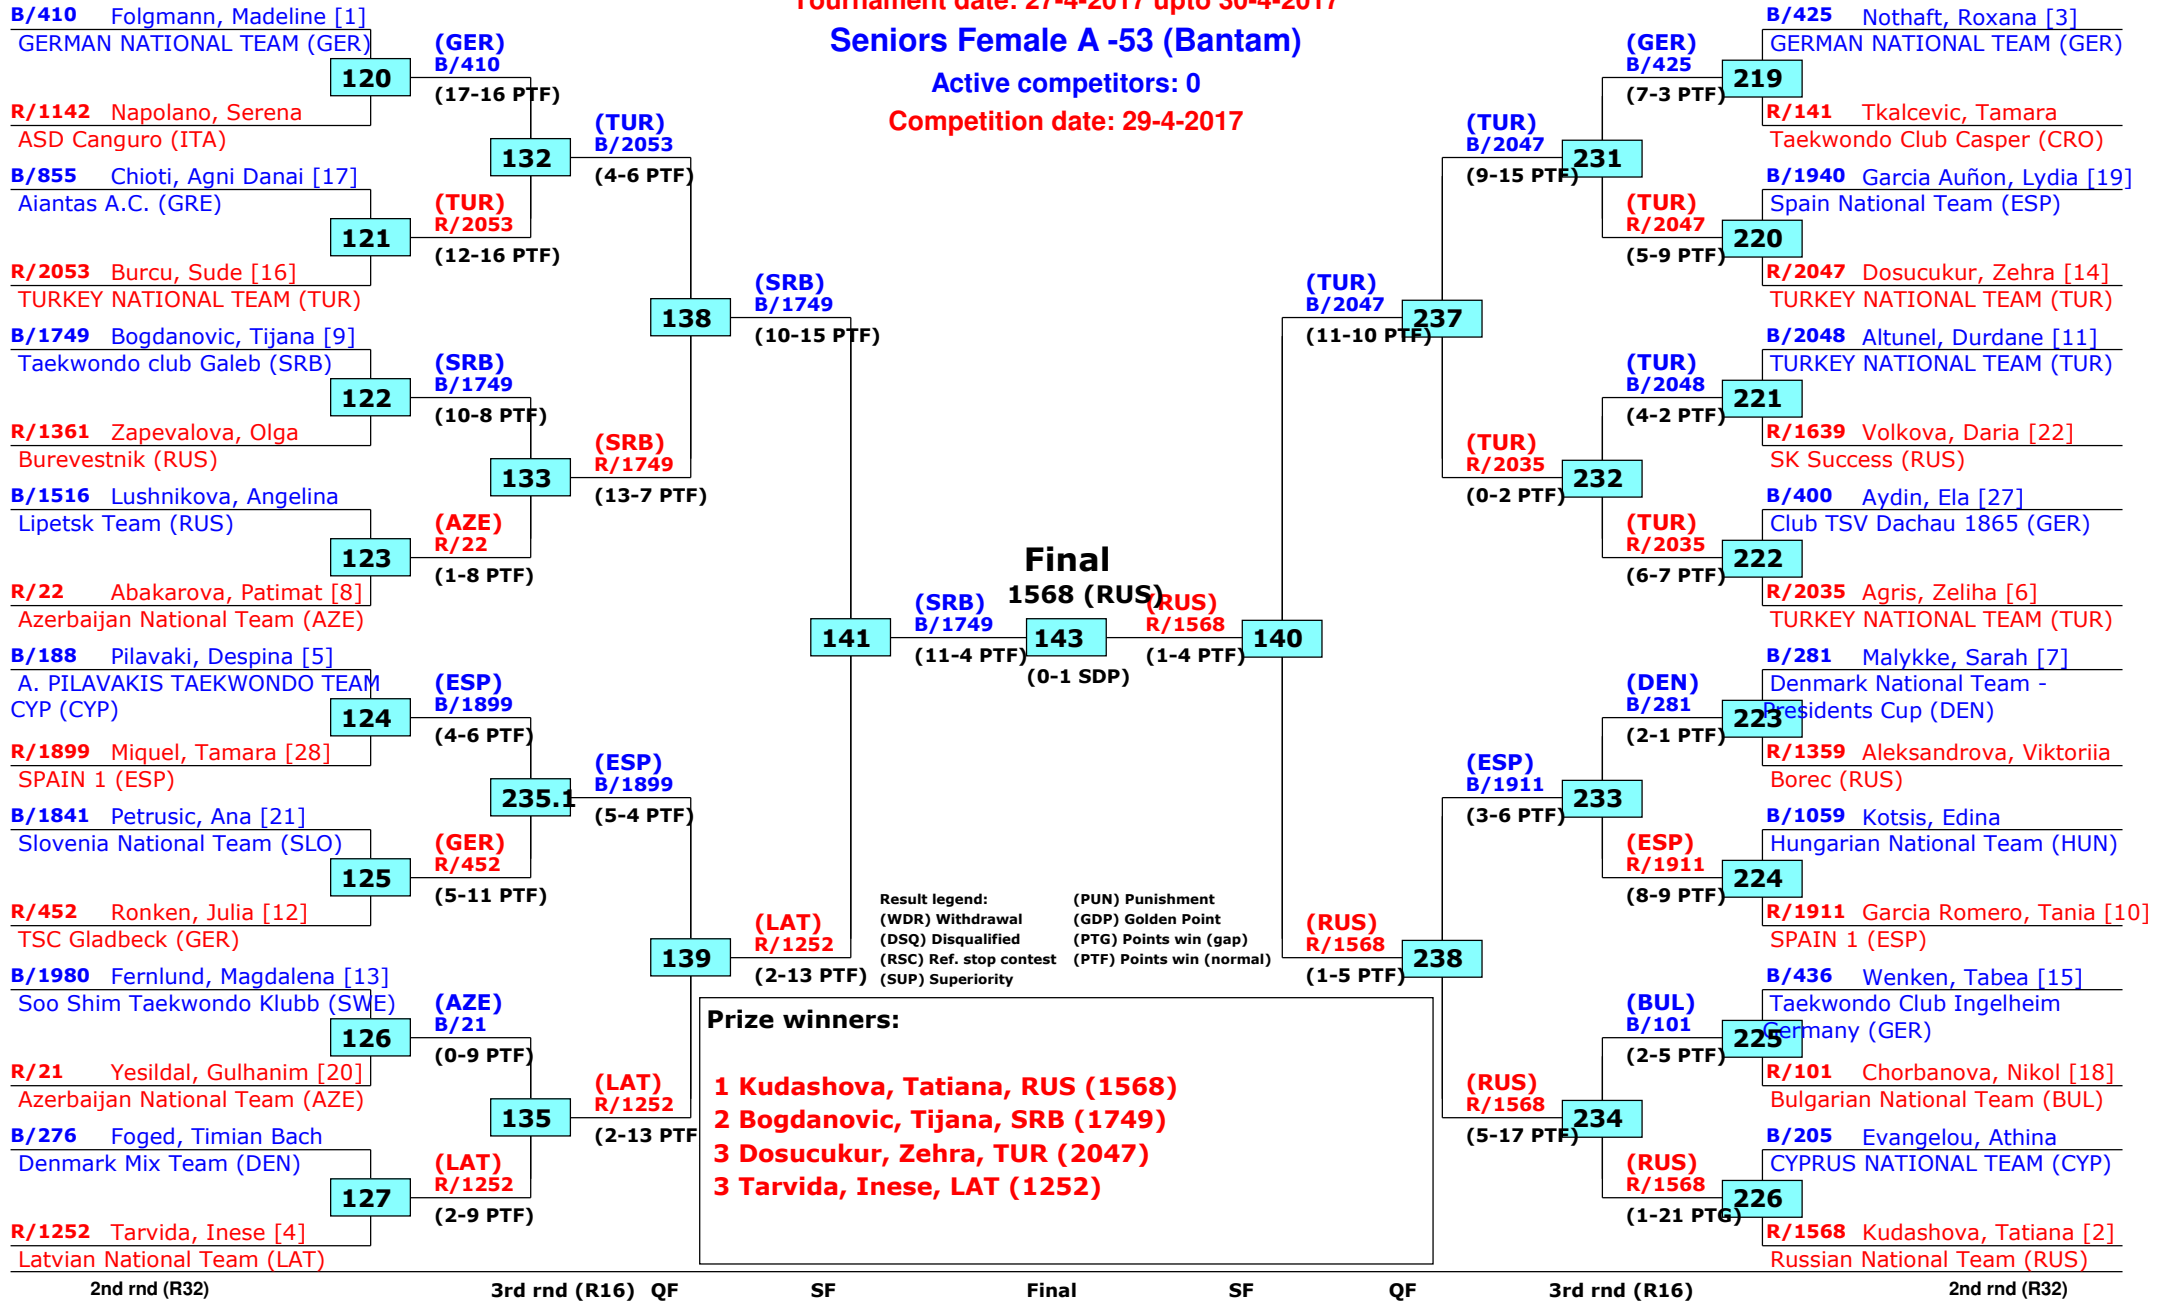 Tournament date: 27-4-2017 upto 30-4-2017
Seniors Female A -53 (Bantam)
Active competitors: 0
Competition date: 29-4-2017
B/410 Folgmann, Madeline [1]
GERMAN NATIONAL TEAM (GER)
120
R/1142 Napolano, Serena
ASD Canguro (ITA)
B/855 Chioti, Agni Danai [17]
Aiantas A.C. (GRE)
121
R/2053 Burcu, Sude [16]
TURKEY NATIONAL TEAM (TUR)
B/1749 Bogdanovic, Tijana [9]
Taekwondo club Galeb (SRB)
122
R/1361 Zapevalova, Olga
Burevestnik (RUS)
B/1516 Lushnikova, Angelina
Lipetsk Team (RUS)
123
R/22 Abakarova, Patimat [8]
Azerbaijan National Team (AZE)
B/188 Pilavaki, Despina [5]
A. PILAVAKIS TAEKWONDO TEAM
CYP (CYP)
124
R/1899 Miquel, Tamara [28]
SPAIN 1 (ESP)
B/1841 Petrusic, Ana [21]
Slovenia National Team (SLO)
125
R/452 Ronken, Julia [12]
TSC Gladbeck (GER)
B/1980 Fernlund, Magdalena [13]
Soo Shim Taekwondo Klubb (SWE)
126
R/21 Yesildal, Gulhanim [20]
Azerbaijan National Team (AZE)
B/276 Foged, Timian Bach
Denmark Mix Team (DEN)
127
R/1252 Tarvida, Inese [4]
Latvian National Team (LAT)
(GER)
B/410
(17-16 PTF)
132
(TUR)
R/2053
(12-16 PTF)
(SRB)
B/1749
(10-8 PTF)
133
(AZE)
R/22
(1-8 PTF)
(ESP)
B/1899
(4-6 PTF)
235.1
(GER)
R/452
(5-11 PTF)
(AZE)
B/21
(0-9 PTF)
135
(LAT)
R/1252
(2-9 PTF)
(TUR)
B/2053
(4-6 PTF)
138
(SRB)
R/1749
(13-7 PTF)
(ESP)
B/1899
(5-4 PTF)
139
(LAT)
R/1252
(2-13 PTF
(SRB)
B/1749
(10-15 PTF)
141
(LAT)
R/1252
(2-13 PTF)
(SRB)
B/1749
(11-4 PTF)
Final
1568 (RUS)
143
(0-1 SDP)
(RUS)
R/1568
(1-4 PTF)
140
(TUR)
B/2047
(11-10 PTF)
237
(RUS)
R/1568
(1-5 PTF)
238
(TUR)
B/2047
(9-15 PTF)
231
(TUR)
R/2035
(0-2 PTF)
232
(ESP)
B/1911
(3-6 PTF)
233
(RUS)
R/1568
(5-17 PTF)
234
(GER)
B/425
(7-3 PTF)
(TUR)
R/2047
(5-9 PTF)
(TUR)
B/2048
(4-2 PTF)
(TUR)
R/2035
(6-7 PTF)
(DEN)
B/281
(2-1 PTF)
(ESP)
R/1911
(8-9 PTF)
(BUL)
B/101
(2-5 PTF)
(RUS)
R/1568
(1-21 PTG)
B/425 Nothaft, Roxana [3]
GERMAN NATIONAL TEAM (GER)
219
R/141 Tkalcevic, Tamara
Taekwondo Club Casper (CRO)
B/1940 Garcia Auñon, Lydia [19]
Spain National Team (ESP)
220
R/2047 Dosucukur, Zehra [14]
TURKEY NATIONAL TEAM (TUR)
B/2048 Altunel, Durdane [11]
TURKEY NATIONAL TEAM (TUR)
221
R/1639 Volkova, Daria [22]
SK Success (RUS)
B/400 Aydin, Ela [27]
Club TSV Dachau 1865 (GER)
222
R/2035 Agris, Zeliha [6]
TURKEY NATIONAL TEAM (TUR)
B/281 Malykke, Sarah [7]
Denmark National Team -
Presidents Cup (DEN)
223
R/1359 Aleksandrova, Viktoriia
Borec (RUS)
B/1059 Kotsis, Edina
Hungarian National Team (HUN)
224
R/1911 Garcia Romero, Tania [10]
SPAIN 1 (ESP)
B/436 Wenken, Tabea [15]
Taekwondo Club Ingelheim
Germany (GER)
225
R/101 Chorbanova, Nikol [18]
Bulgarian National Team (BUL)
B/205 Evangelou, Athina
CYPRUS NATIONAL TEAM (CYP)
226
R/1568 Kudashova, Tatiana [2]
Russian National Team (RUS)
Result legend:
(WDR) Withdrawal
(DSQ) Disqualified
(RSC) Ref. stop contest
(SUP) Superiority
(PUN) Punishment
(GDP) Golden Point
(PTG) Points win (gap)
(PTF) Points win (normal)
Prize winners:
1 Kudashova, Tatiana, RUS (1568)
2 Bogdanovic, Tijana, SRB (1749)
3 Dosucukur, Zehra, TUR (2047)
3 Tarvida, Inese, LAT (1252)
2nd rnd (R32) 3rd rnd (R16) QF SF Final SF QF 3rd rnd (R16) 2nd rnd (R32)